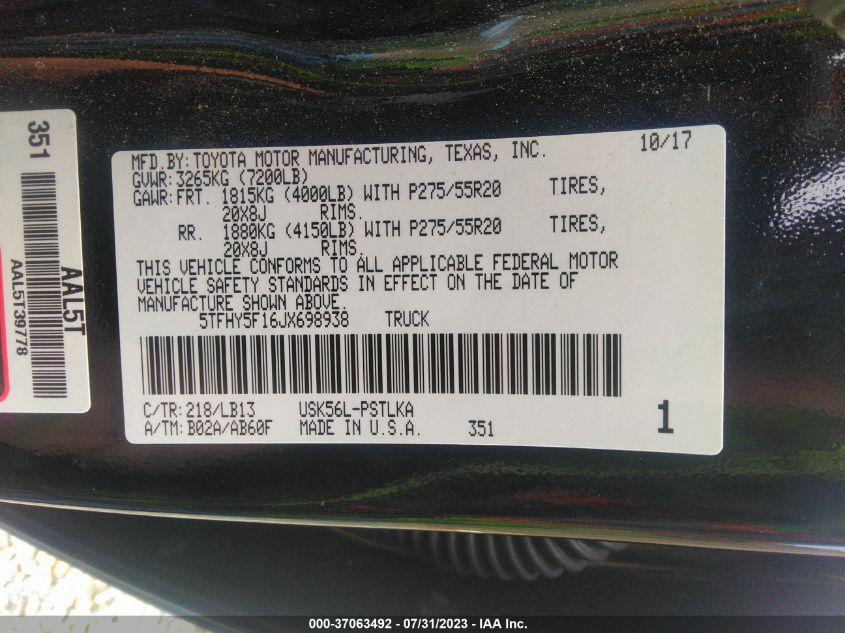 351
AAL5T
AAL5T39778
MFD.BY:TOYOTA MOTOR MANUFACTURING, TEXAS, INC. 10/17
GVWR:3265KG (7200LB)
GAWR:FRT. 1815KG (4000LB) WITH P275/55R20 TIRES,
20X8J RIMS.
RR. 1880KG (4150LB) WITH P275/55R20 TIRES,
20X8J RIMS.
THIS VEHICLE CONFORMS TO ALL APPLICABLE FEDERAL MOTOR
VEHICLE SAFETY STANDARDS IN EFFECT ON THE DATE OF
MANUFACTURE SHOWN ABOVE.
5TFHY5F16JX698938 TRUCK
C/TR:218/LB13 USK56L-PSTLKA
A/TM:B02A/AB60F MADE IN U.S.A. 351 1
000-37063492 - 07/31/2023 - IAA Inc.